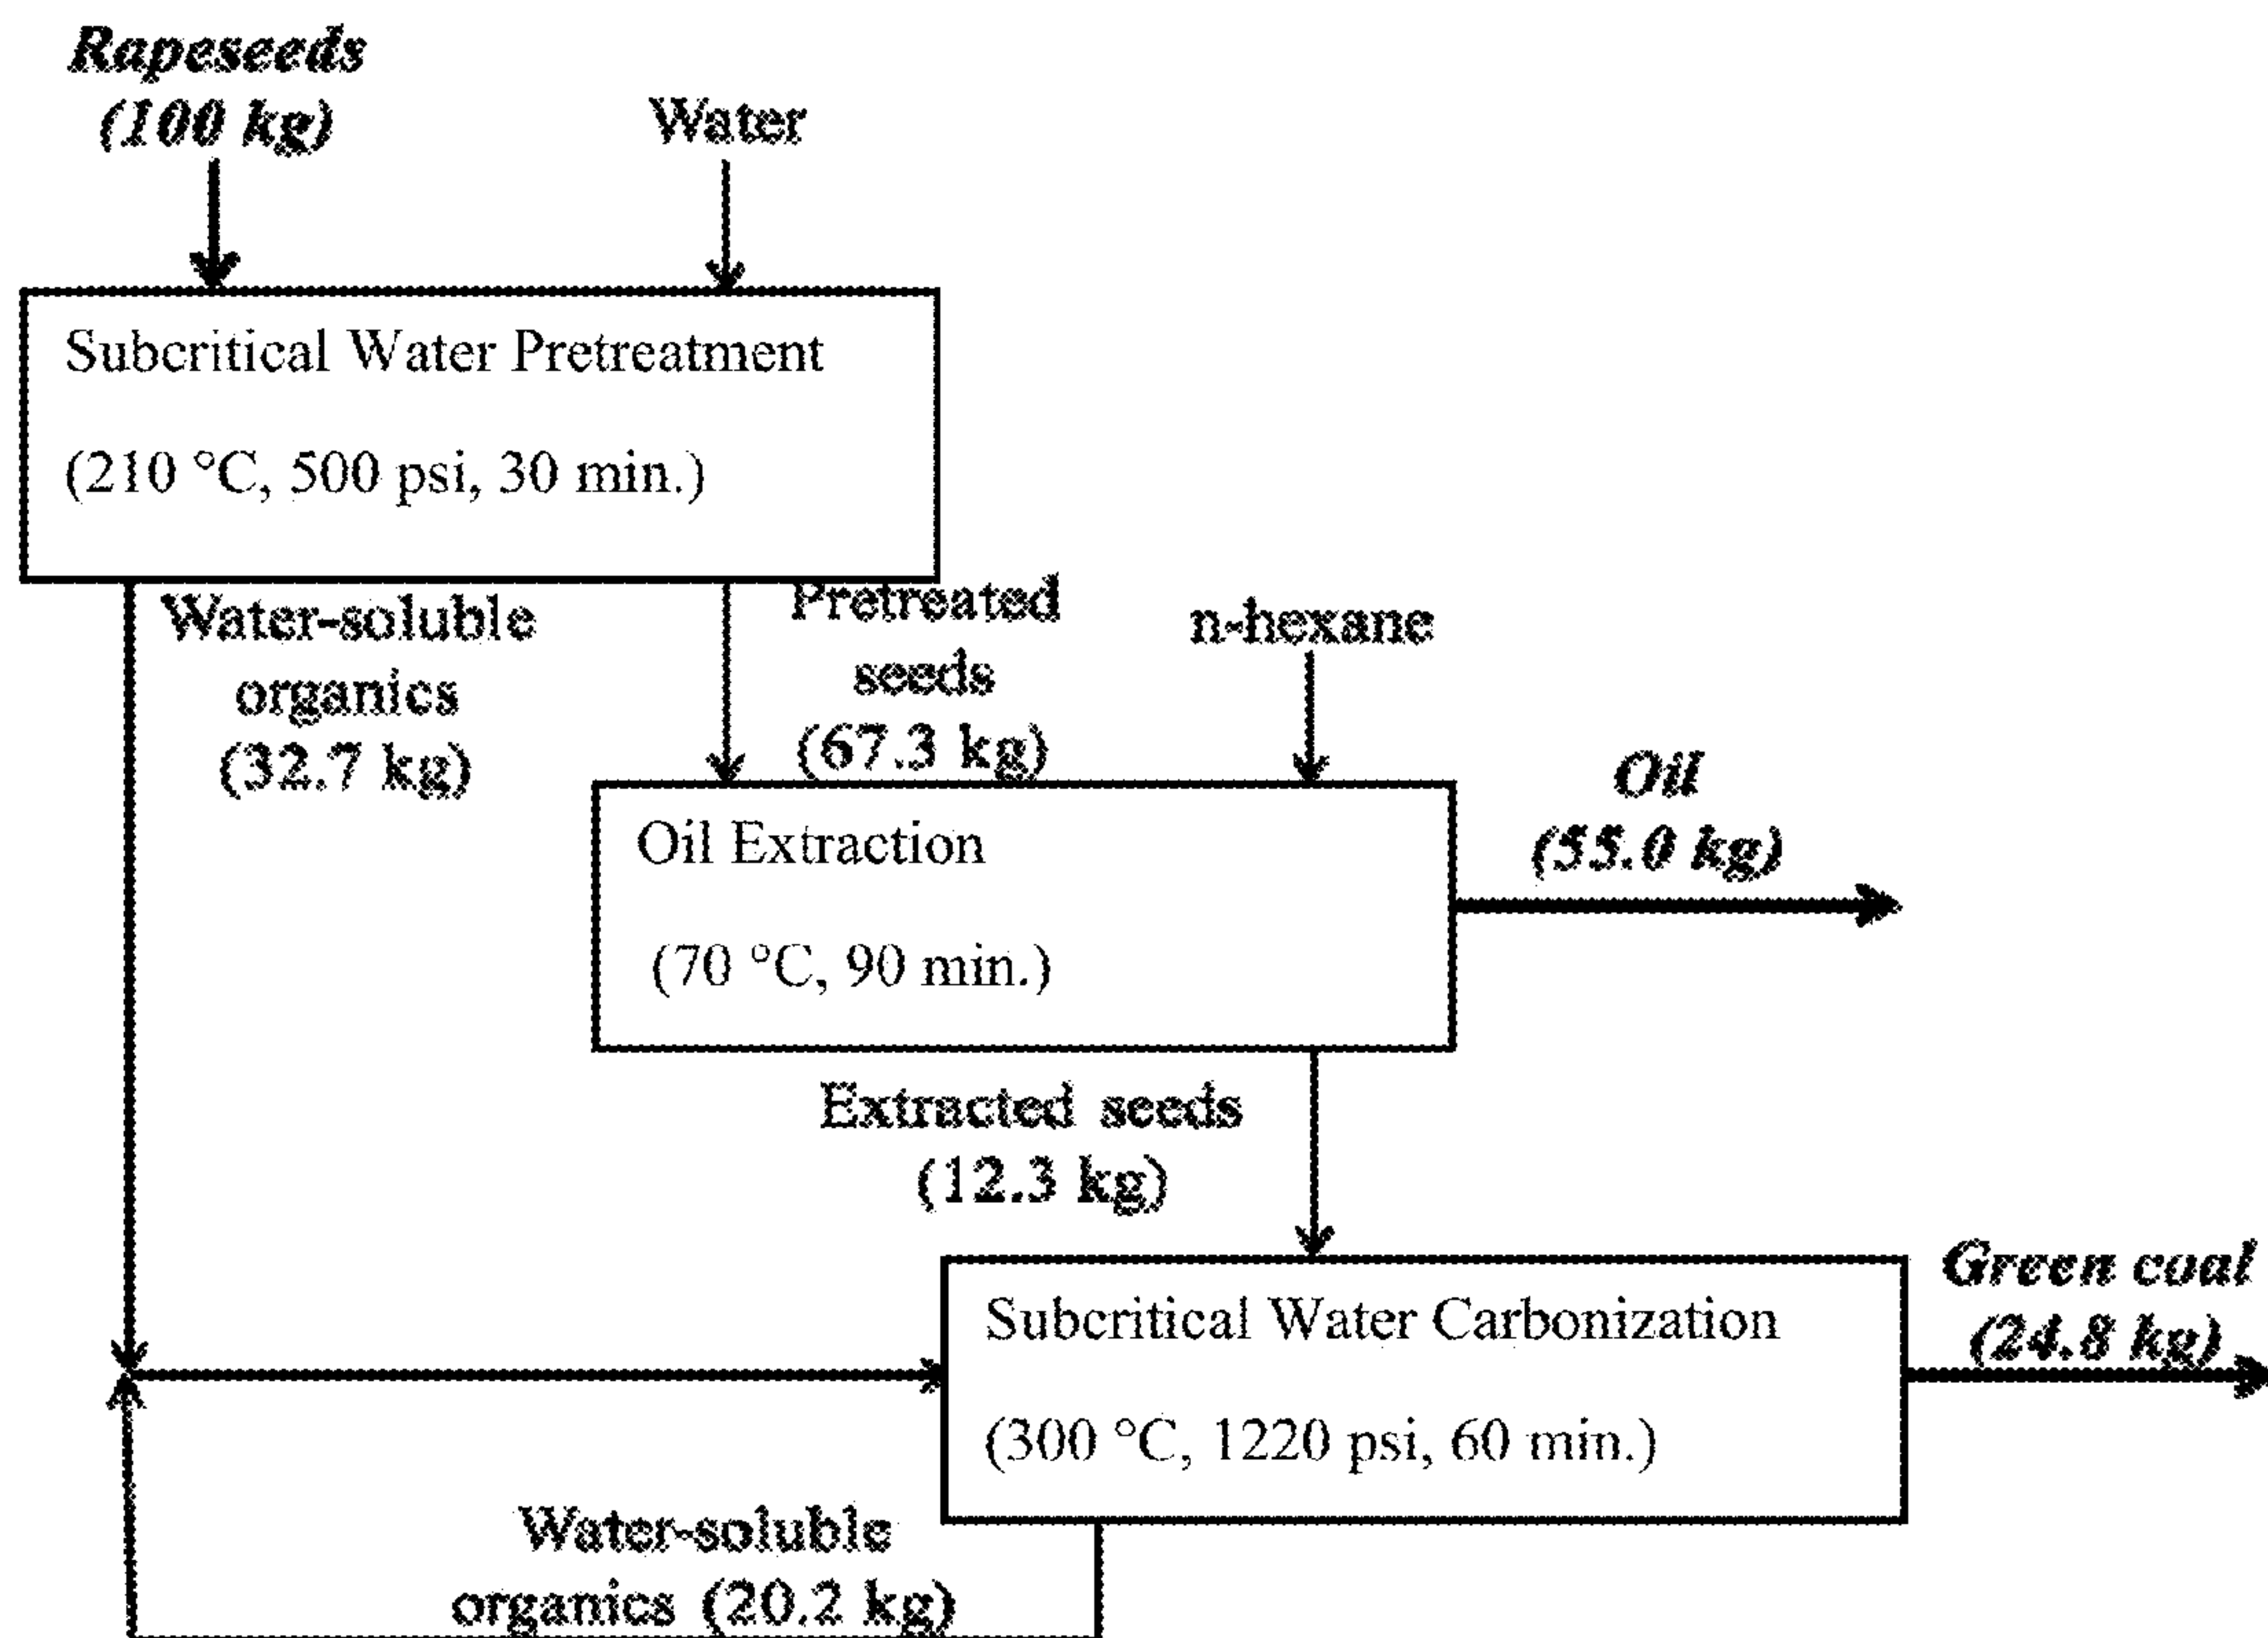 Rapeseeds
(100 kg)
Water
Subcritical Water Pretreatment
(210 °C, 500 psi, 30 min.)
Water-soluble
organics
(32.7 kg)
Pretreated
seeds
(67.3 kg)
n-hexane
Oil Extraction
(70 °C, 90 min.)
Oil
(55.0 kg)
Extracted seeds
(12.3 kg)
Subcritical Water Carbonization
(300 °C, 1220 psi, 60 min.)
Green coal
(24.8 kg)
Water-soluble
organics (20.2 kg)